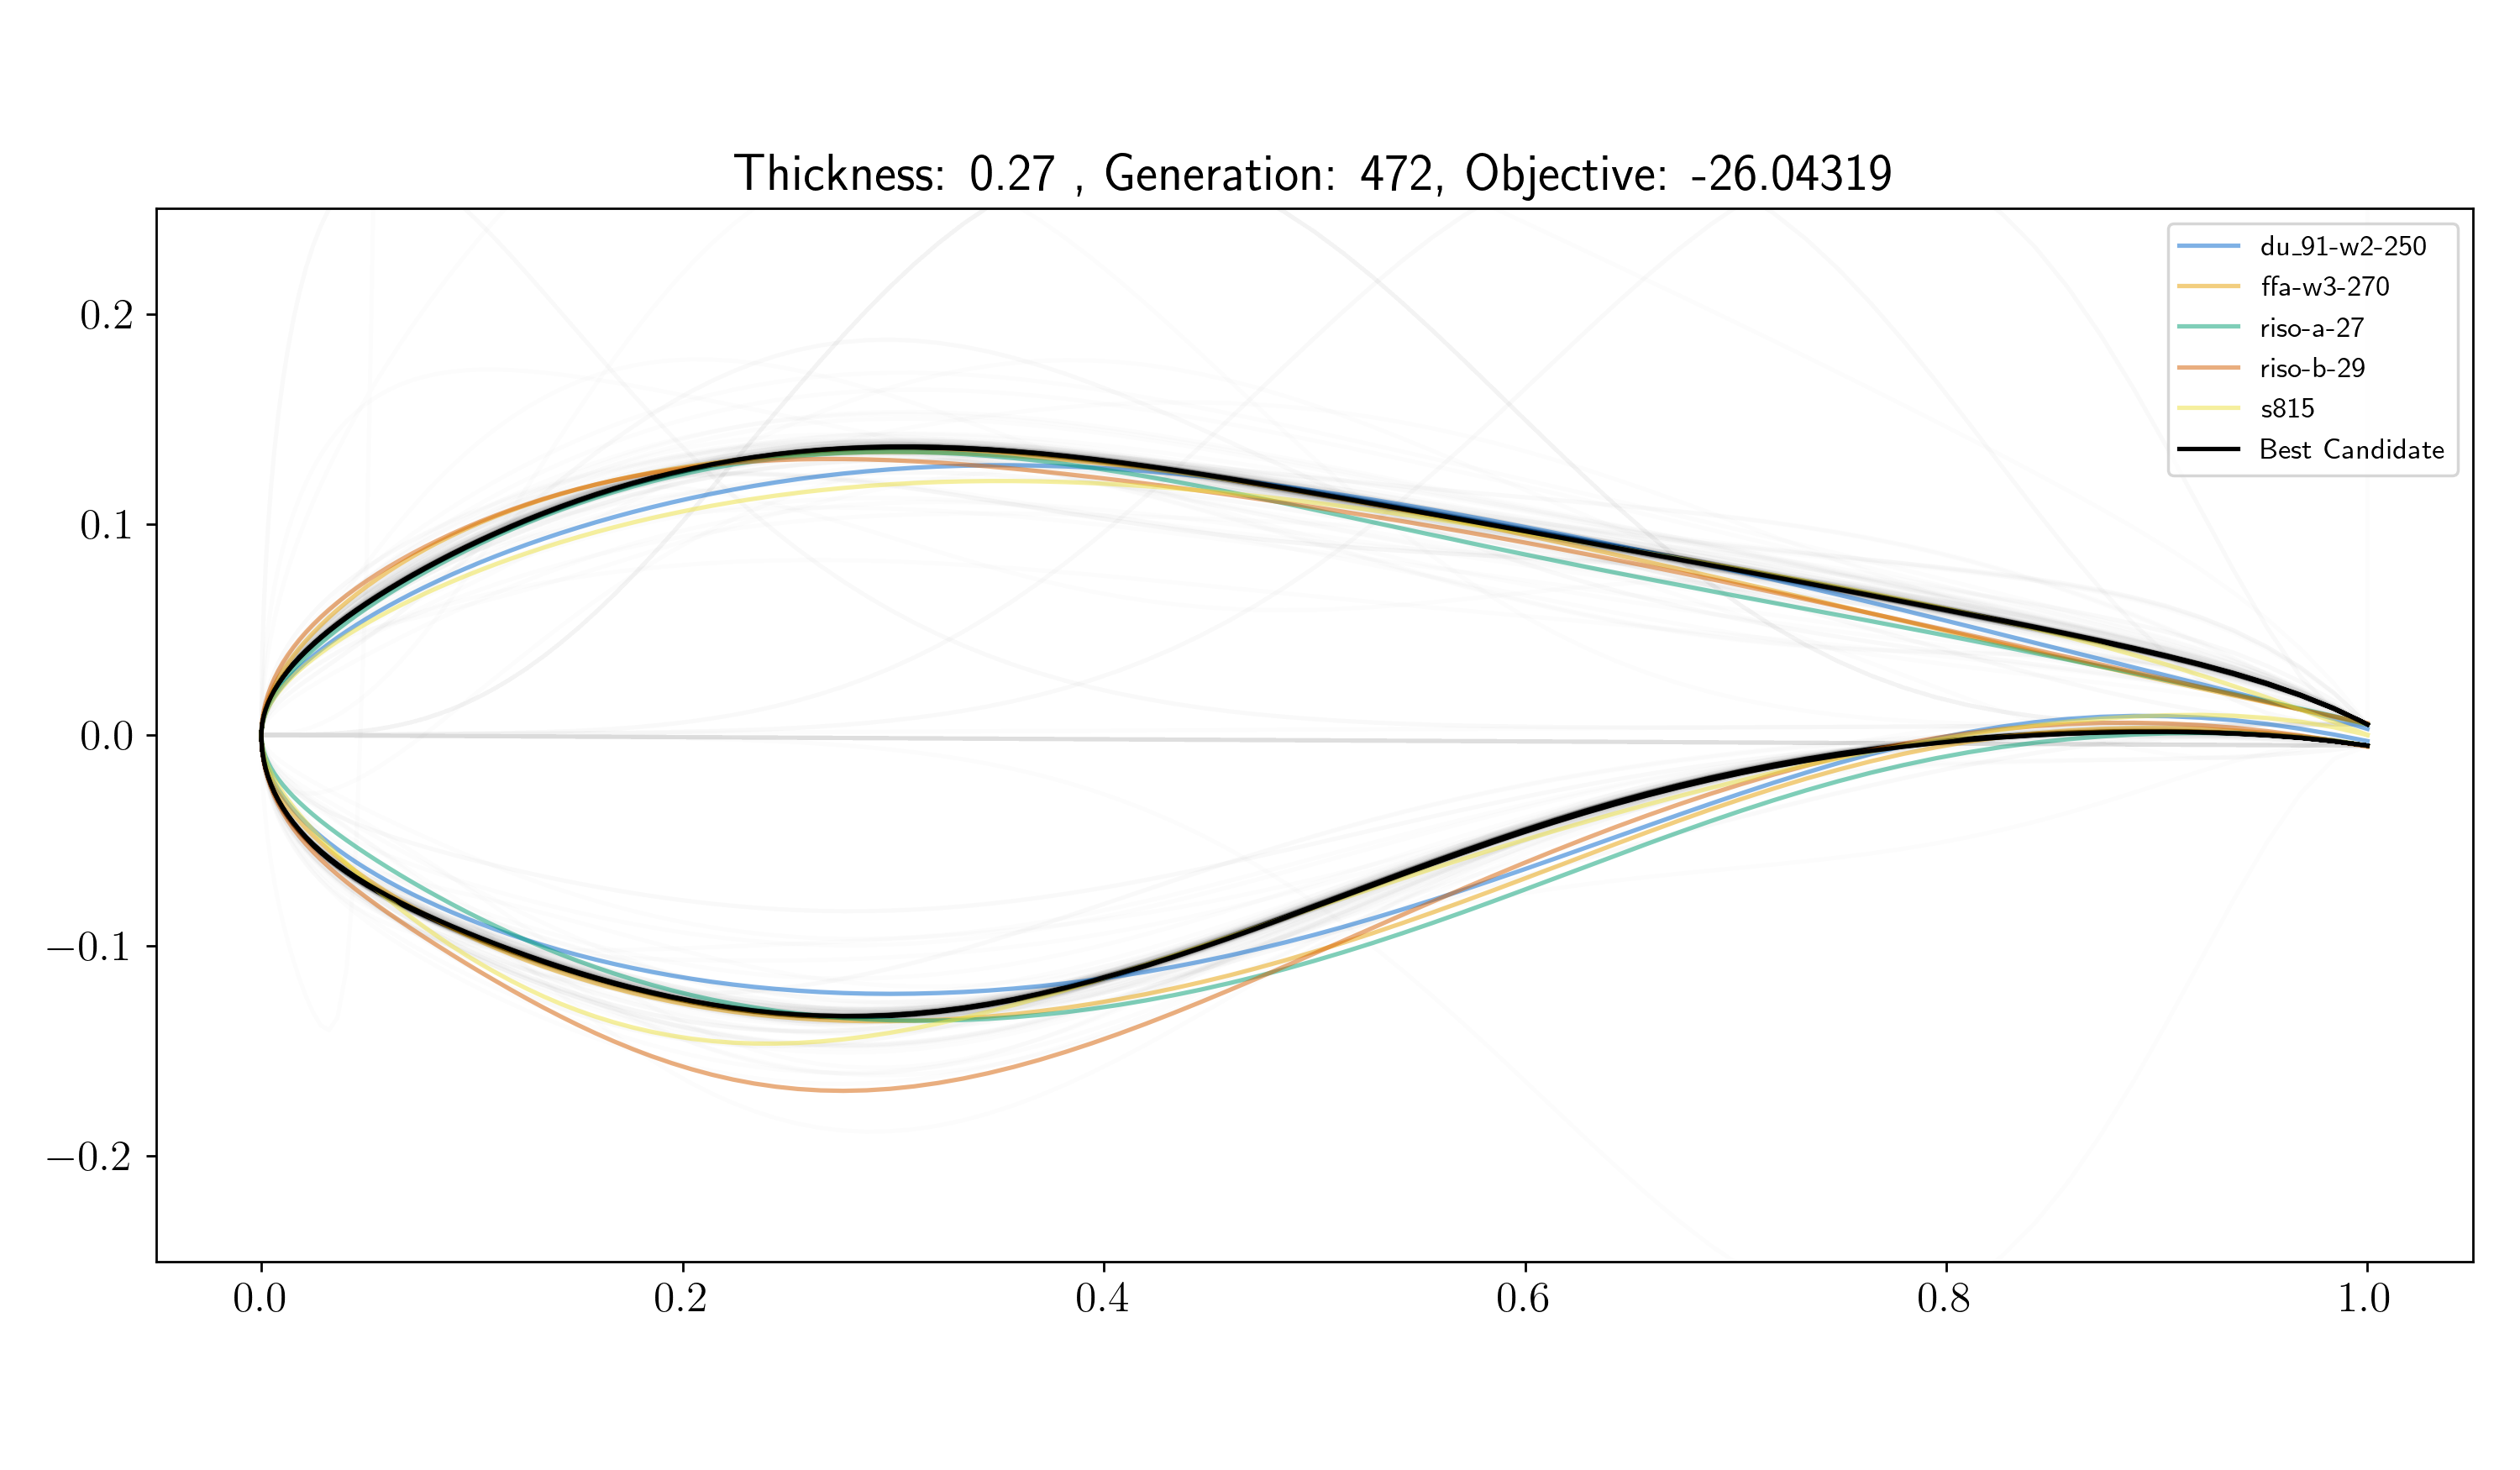 Thickness: 0.27 , Generation: 472, Objective: -26.04319
du_91-w2-250
ffa-w3-270
riso-a-27
riso-b-29
s815
Best Candidate
0.2
0.1
0.0
−0.1
−0.2
0.0 0.2 0.4 0.6 0.8 1.0